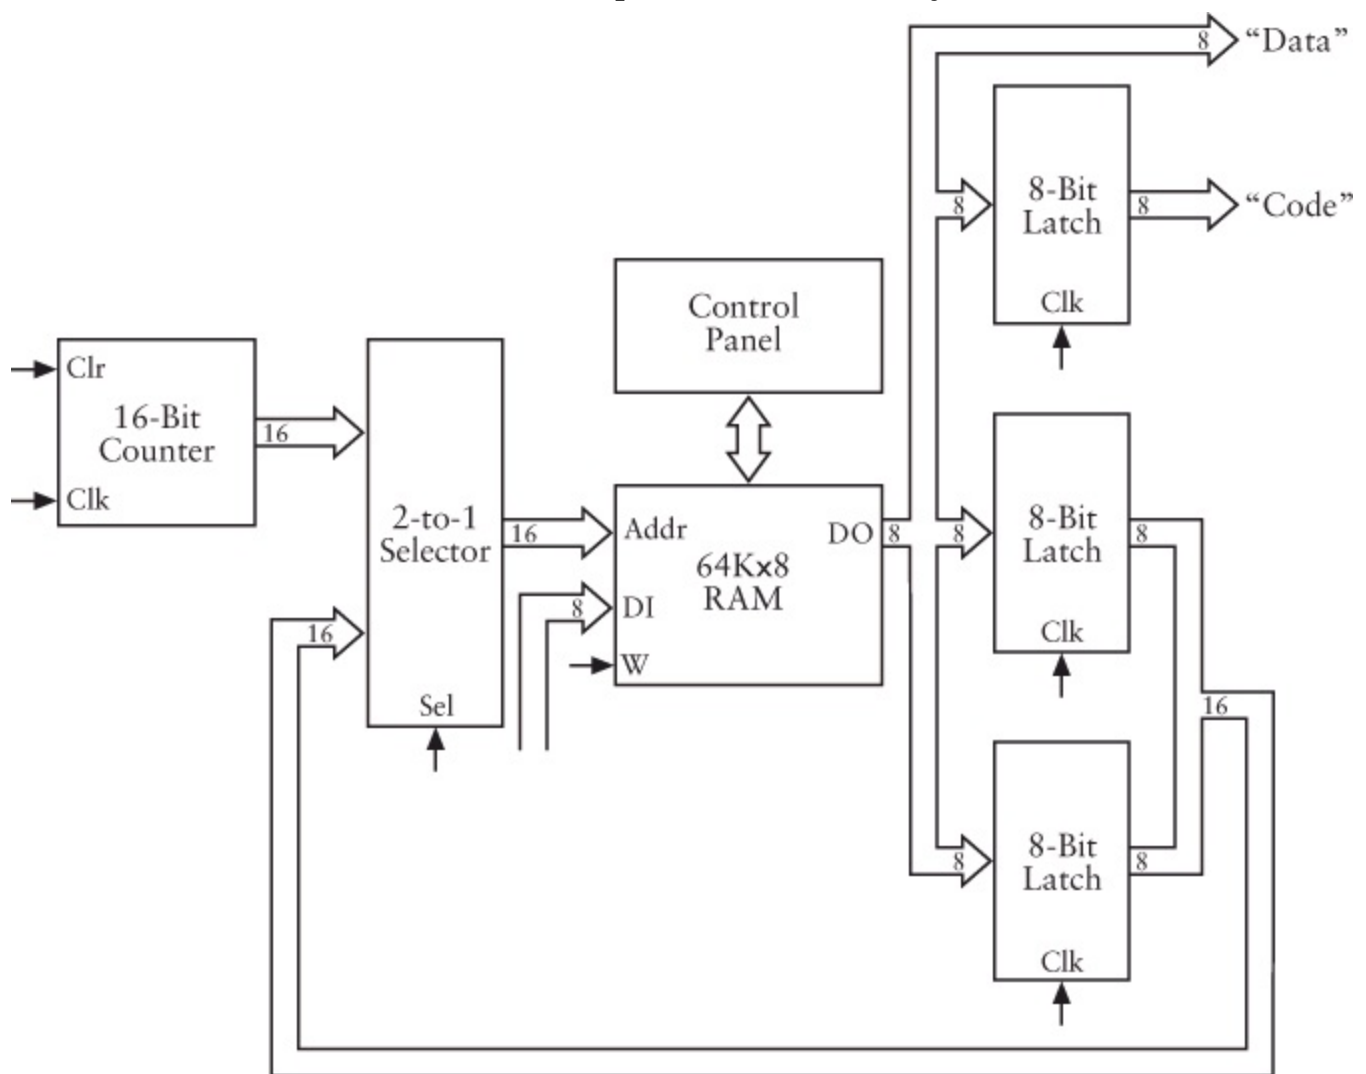 8
“Data”
8
8-Bit
Latch
8
“Code”
Clk
Control
Panel
Clr
16-Bit
Counter
Clk
16
2-to-1
Selector
16
16
Sel
Addr
DO
8
64Kx8
RAM
8
DI
W
8
8-Bit
Latch
8
Clk
16
8
8-Bit
Latch
8
Clk